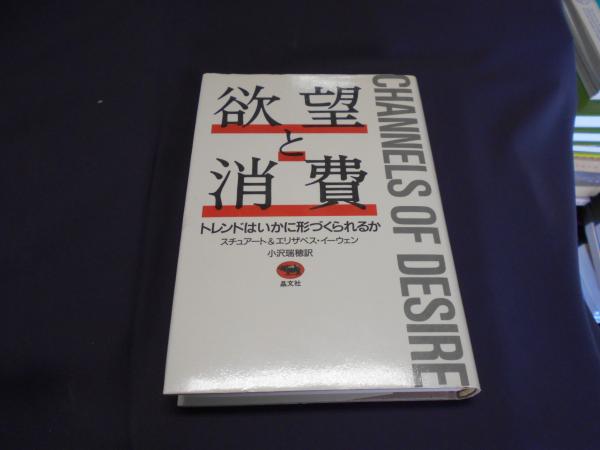 欲望
と
消費
トレンドはいかに形づくられるか
スチュアート&エリザベス・イーウェン
小沢瑞穂訳
晶文社
CHANNELS OF DESIRE